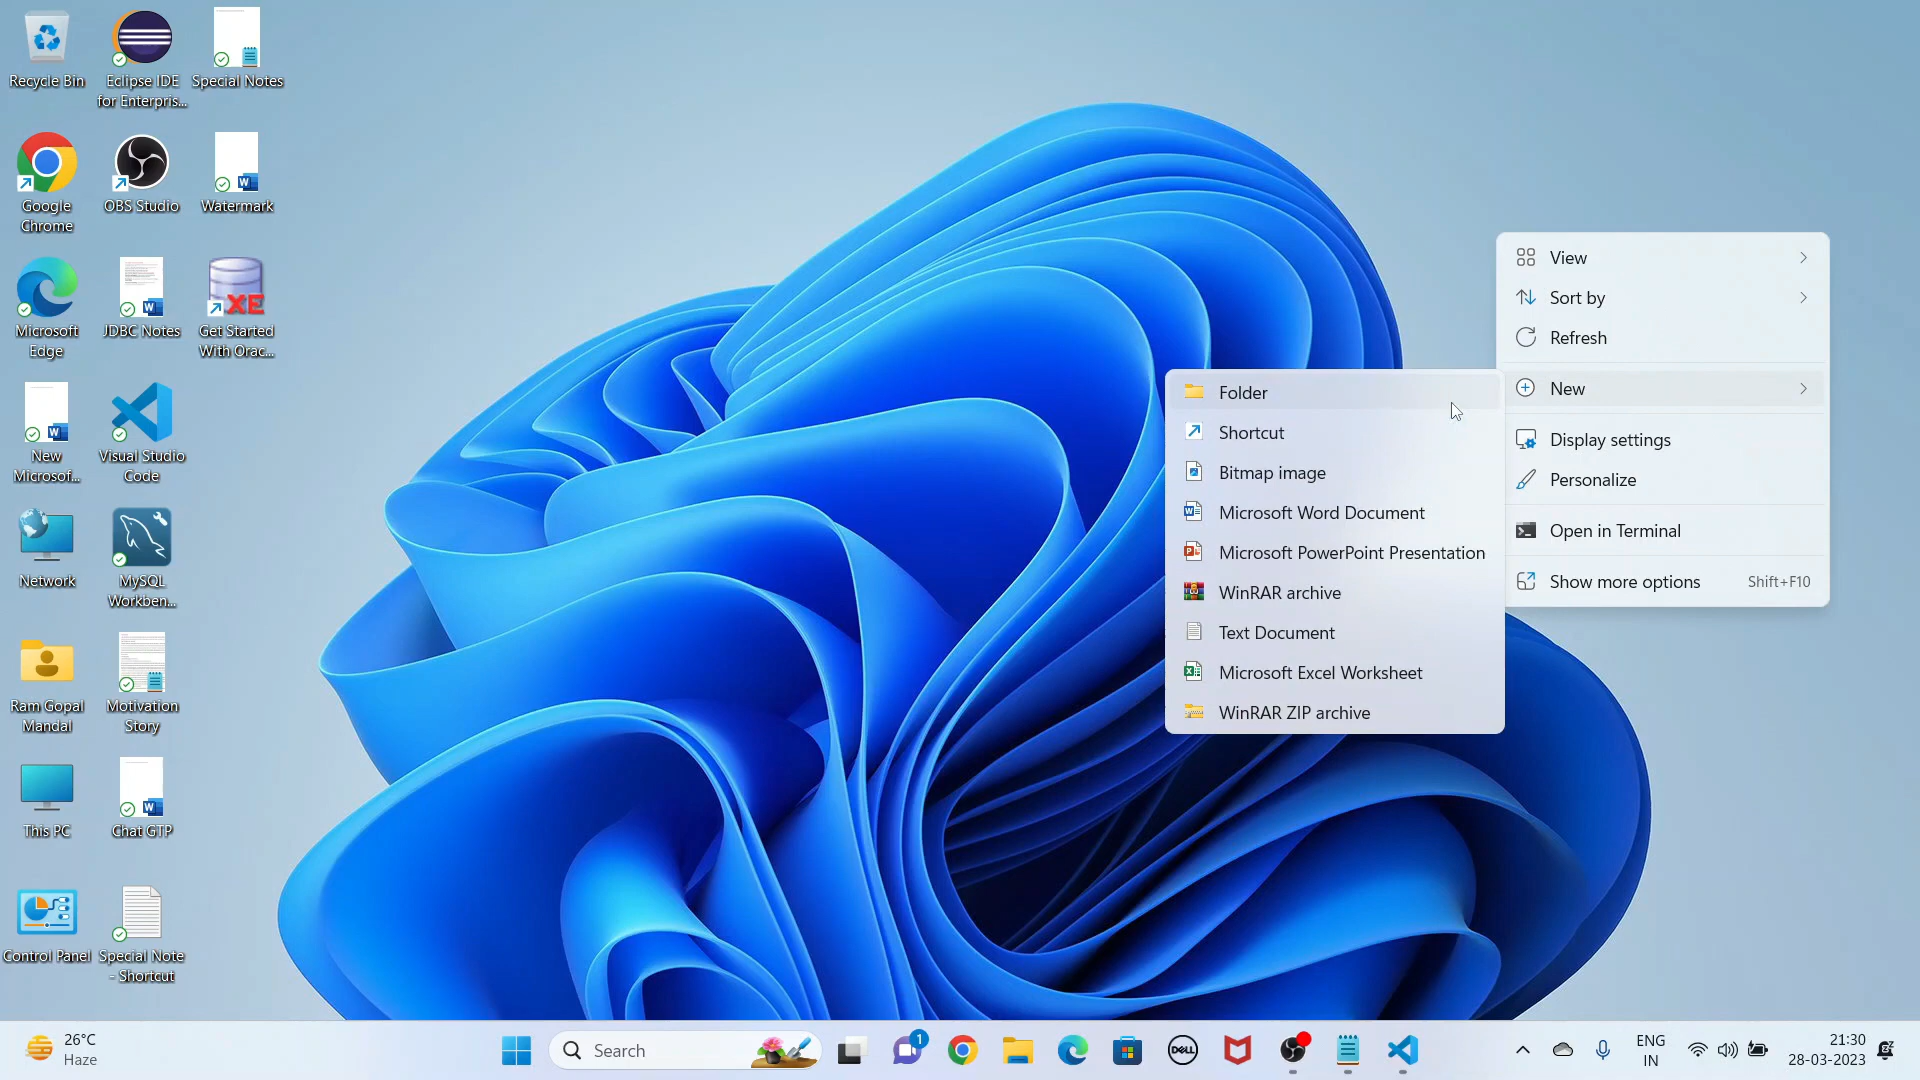 Recycle Bin
Eclipse IDE
for Enterpris...
Special Notes
Google
Chrome
OBS Studio
Watermark
Microsoft
Edge
JDBC Notes
XE
Get Started
With Orac...
New
Microsof...
Visual Studio
Code
Network
MySQL
Workben...
Ram Gopal
Mandal
Motivation
Story
This PC
Chat GTP
Control Panel
Special Note
- Shortcut
View
Sort by
Refresh
New
Display settings
Personalize
Open in Terminal
Show more options Shift+F10
Folder
Shortcut
Bitmap image
Microsoft Word Document
Microsoft PowerPoint Presentation
WinRAR archive
Text Document
Microsoft Excel Worksheet
WinRAR ZIP archive
26°C
Haze
Search
1
DELL
ENG
IN
21:30
28-03-2023